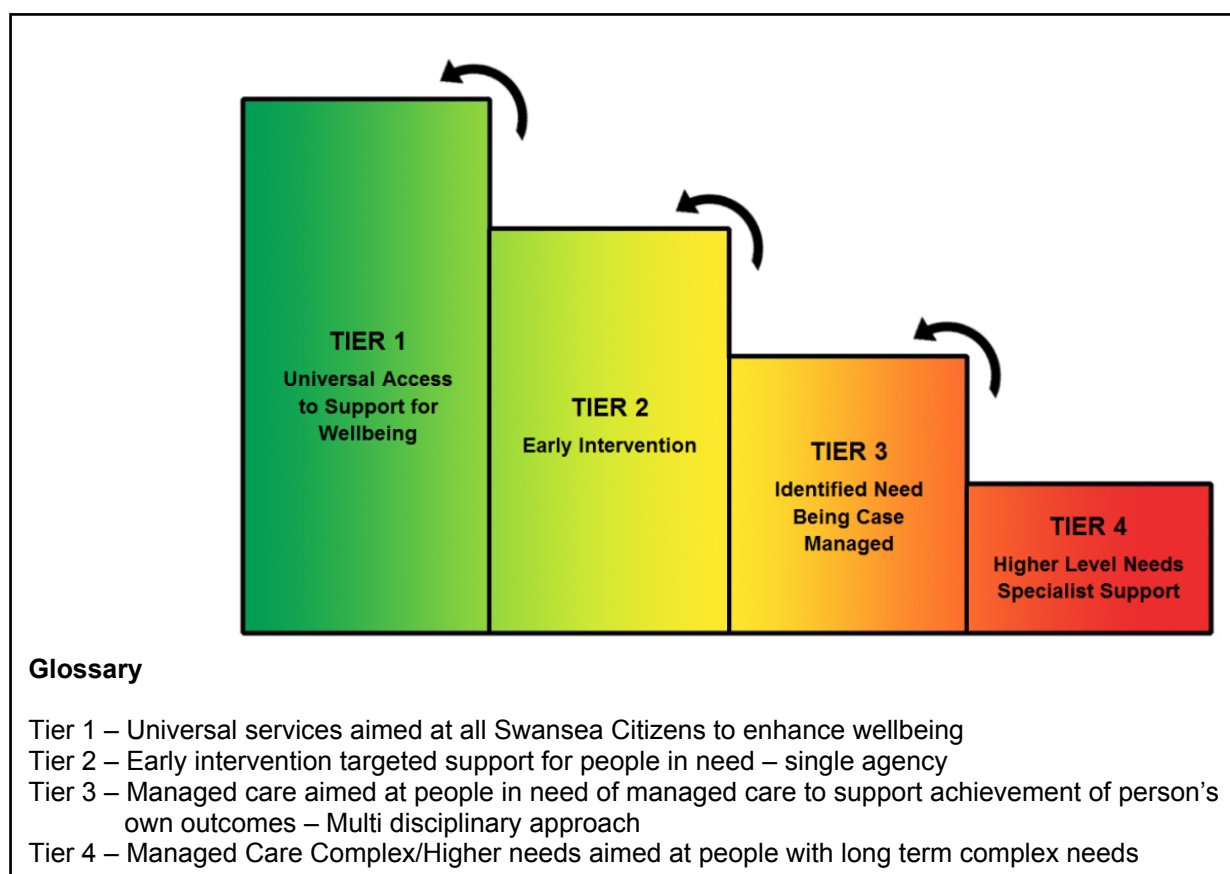 TIER 1
Universal Access
to Support for
Wellbeing
TIER 2
Early Intervention
TIER 3
Identified Need
Being Case
Managed
TIER 4
Higher Level Needs
Specialist Support
Glossary
Tier 1 – Universal services aimed at all Swansea Citizens to enhance wellbeing
Tier 2 – Early intervention targeted support for people in need – single agency
Tier 3 – Managed care aimed at people in need of managed care to support achievement of person’s
own outcomes – Multi disciplinary approach
Tier 4 – Managed Care Complex/Higher needs aimed at people with long term complex needs